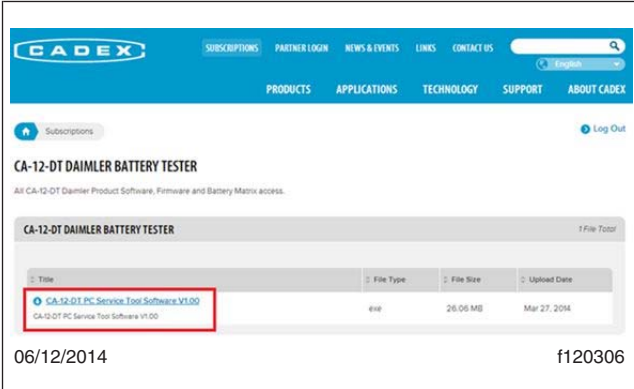 CADEX
SUBSCRIPTIONS PARTNER LOGIN NEWS & EVENTS LINKS CONTACT US
English
PRODUCTS APPLICATIONS TECHNOLOGY SUPPORT ABOUT CADEX
Subscriptions Log Out
CA-12-DT DAIMLER BATTERY TESTER
All CA-12-DT Daimler Product Software, Firmware and Battery Matrix access.
CA-12-DT DAIMLER BATTERY TESTER 1 File Total
Title File Type File Size Upload Date
CA-12-DT PC Service Tool Software V1.00
CA-12-DT PC Service Tool Software V1.00
exe 26.06 MB Mar 27, 2014
06/12/2014 f120306